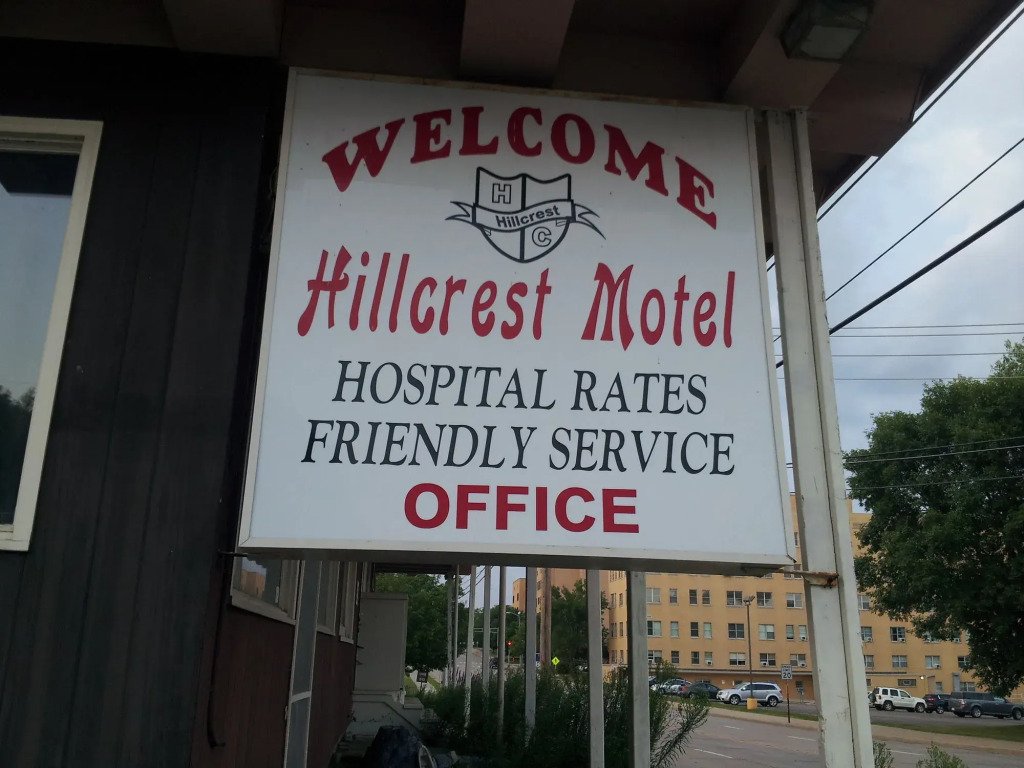 WELCOME
H
Hillcrest
C
Hillcrest Motel
HOSPITAL RATES
FRIENDLY SERVICE
OFFICE